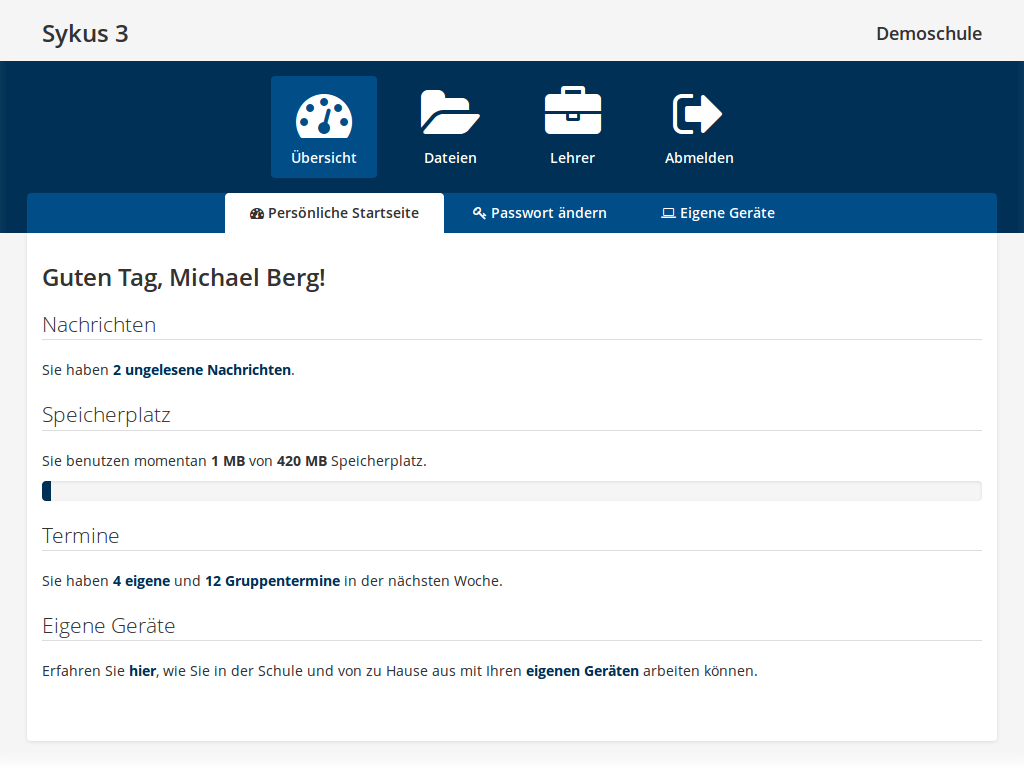 Sykus 3
Demoschule
Übersicht
Dateien
Lehrer
Abmelden
Persönliche Startseite
Passwort ändern
Eigene Geräte
Guten Tag, Michael Berg!
Nachrichten
Sie haben 2 ungelesene Nachrichten.
Speicherplatz
Sie benutzen momentan 1 MB von 420 MB Speicherplatz.
Termine
Sie haben 4 eigene und 12 Gruppentermine in der nächsten Woche.
Eigene Geräte
Erfahren Sie hier, wie Sie in der Schule und von zu Hause aus mit Ihren eigenen Geräten arbeiten können.